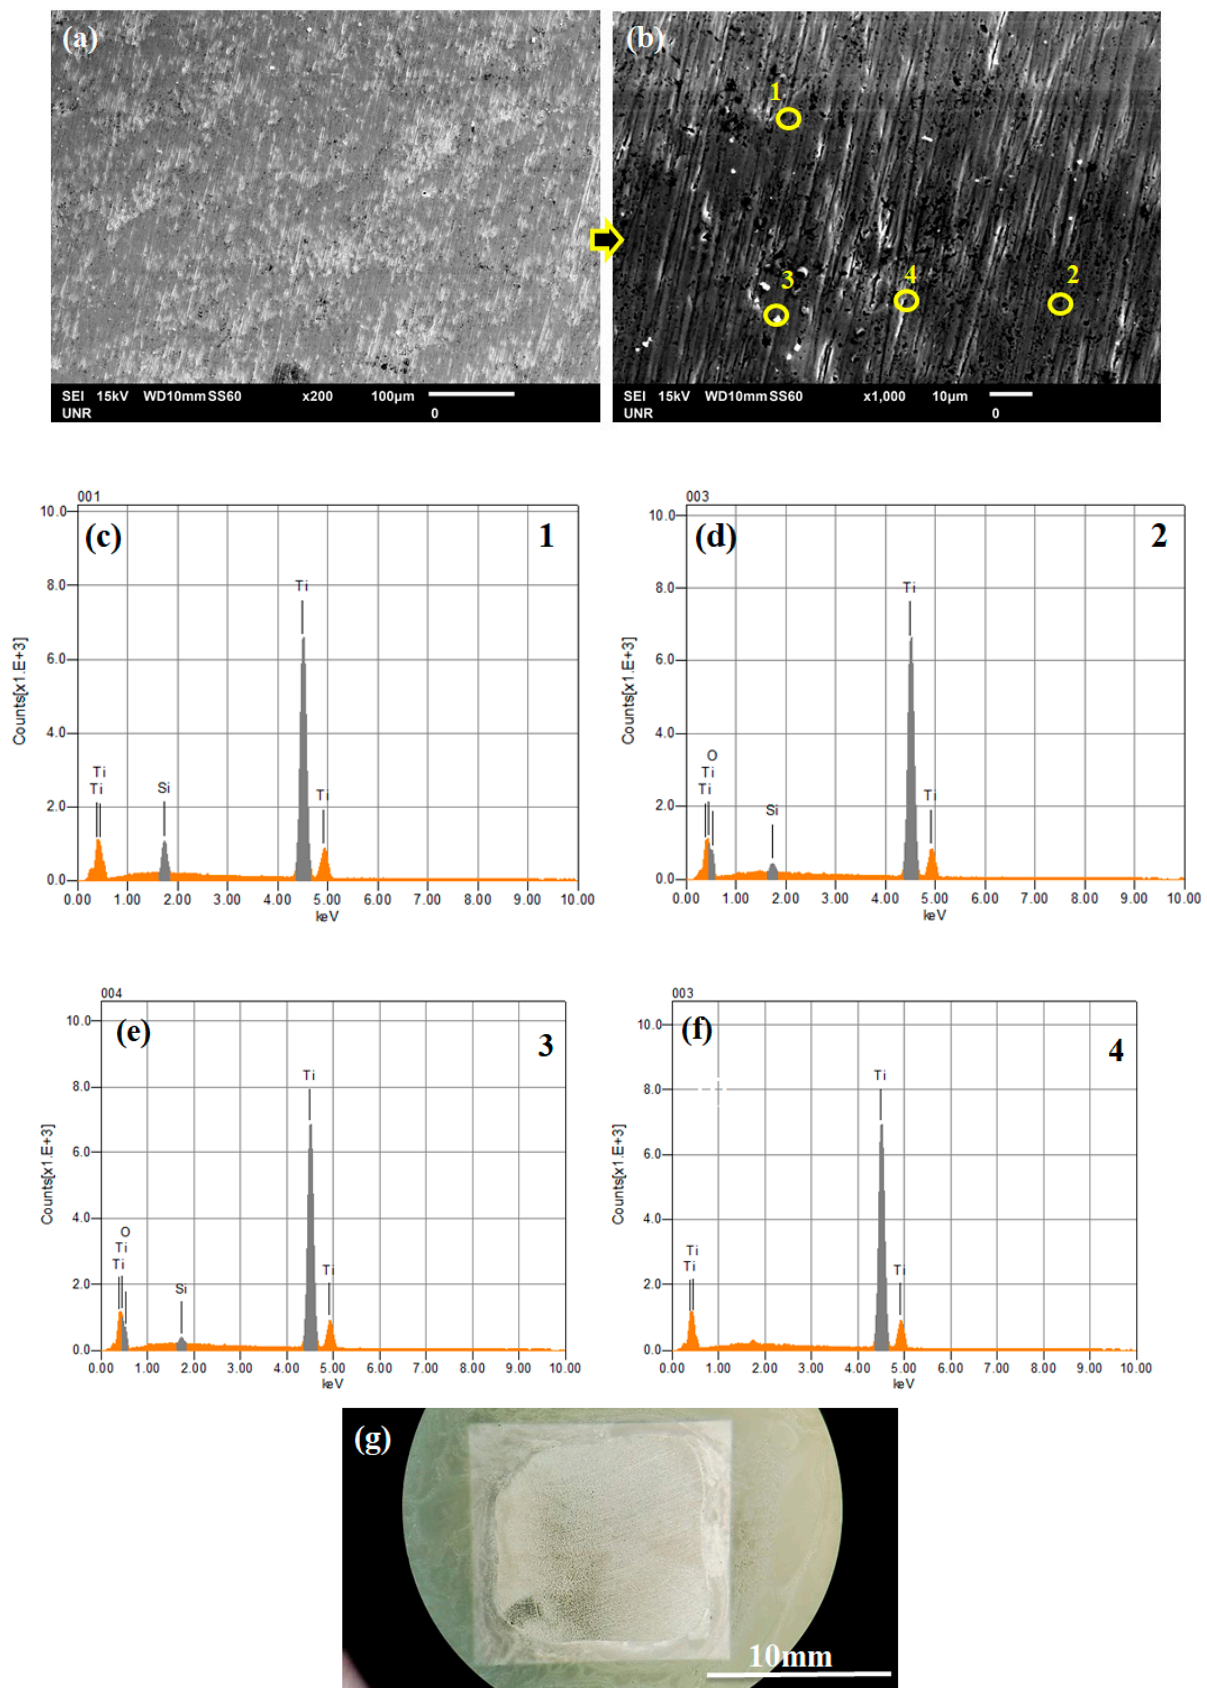 (a)
SEI 15kV WD10mmSS60 x200 100µm
UNR 0
(b)
1
3
4
2
SEI 15kV WD10mmSS60 x1,000 10µm
UNR 0
001
(c)
1
Counts[x1.E+3]
10.0
8.0
6.0
4.0
2.0
0.0
Ti
Ti
Ti
Si
Ti
0.00 1.00 2.00 3.00 4.00 5.00 6.00 7.00 8.00 9.00 10.00
keV
003
(d)
2
Counts[x1.E+3]
10.0
8.0
6.0
4.0
2.0
0.0
Ti
O
Ti
Ti
Si
Ti
0.00 1.00 2.00 3.00 4.00 5.00 6.00 7.00 8.00 9.00 10.00
keV
004
(e)
3
Counts[x1.E+3]
10.0
8.0
6.0
4.0
2.0
0.0
Ti
O
Ti
Ti
Si
Ti
0.00 1.00 2.00 3.00 4.00 5.00 6.00 7.00 8.00 9.00 10.00
keV
003
(f)
4
Counts[x1.E+3]
10.0
8.0
6.0
4.0
2.0
0.0
Ti
Ti
Ti
Ti
0.00 1.00 2.00 3.00 4.00 5.00 6.00 7.00 8.00 9.00 10.00
keV
(g)
10mm